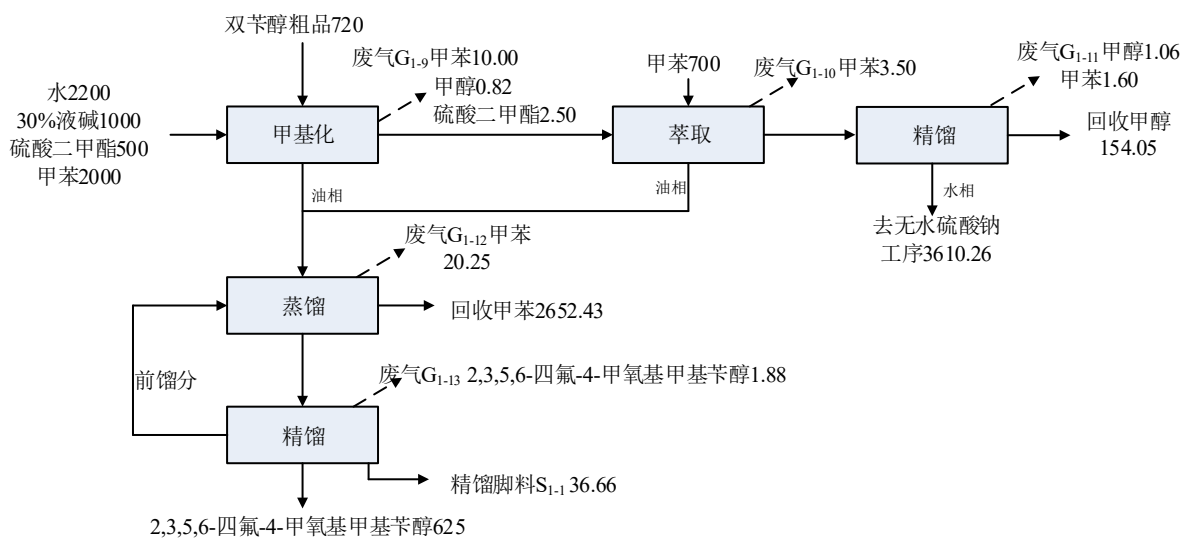 双苄醇粗品720
水2200
30%液碱1000
硫酸二甲酯500
甲苯2000
甲基化
废气G1-9甲苯10.00
甲醇0.82
硫酸二甲酯2.50
甲苯700
萃取
废气G1-10甲苯3.50
精馏
废气G1-11甲醇1.06
甲苯1.60
回收甲醇
154.05
水相
去无水硫酸钠
工序3610.26
油相
油相
废气G1-12甲苯
20.25
蒸馏
回收甲苯2652.43
前馏分
废气G1-13 2,3,5,6-四氟-4-甲氧基甲基苄醇1.88
精馏
精馏脚料S1-1 36.66
2,3,5,6-四氟-4-甲氧基甲基苄醇625